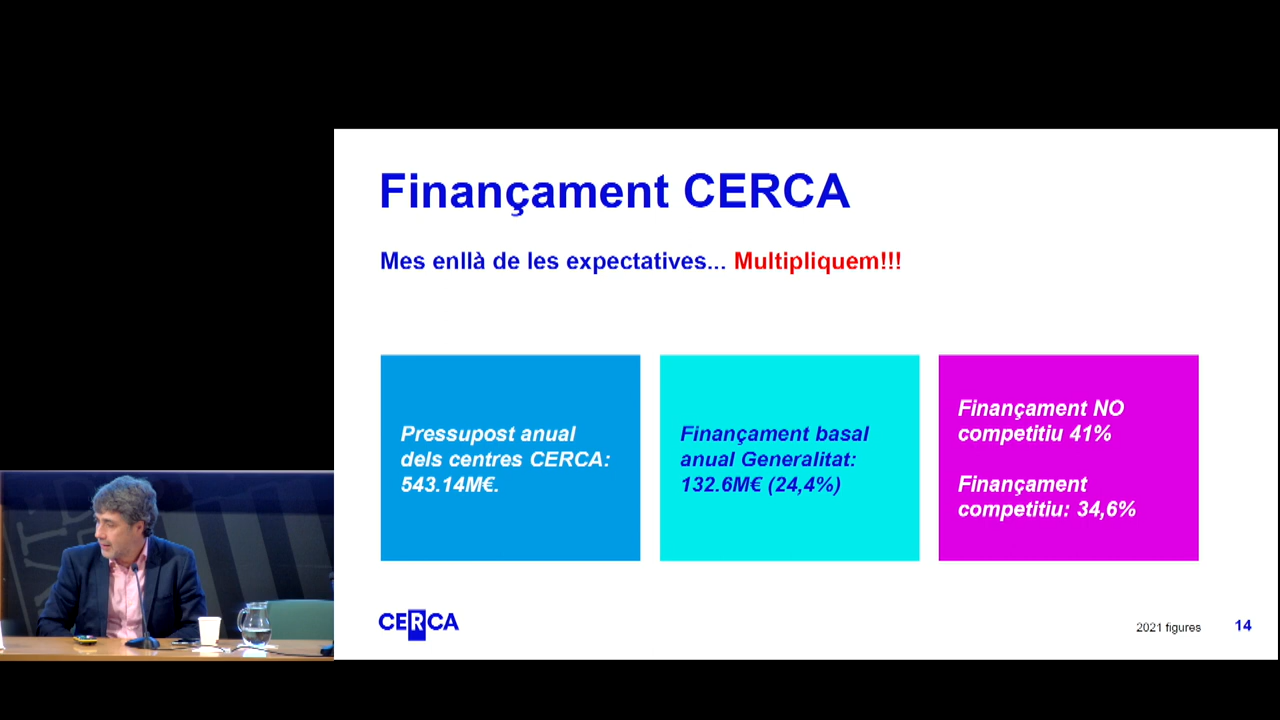 Finançament CERCA
Mes enllà de les expectatives... Multipliquem!!!
Pressupost anual
dels centres CERCA:
543.14M€.
Finançament basal
anual Generalitat:
132.6M€ (24,4%)
Finançament NO
competitiu 41%
Finançament
competitiu: 34,6%
CERCA
2021 figures
14